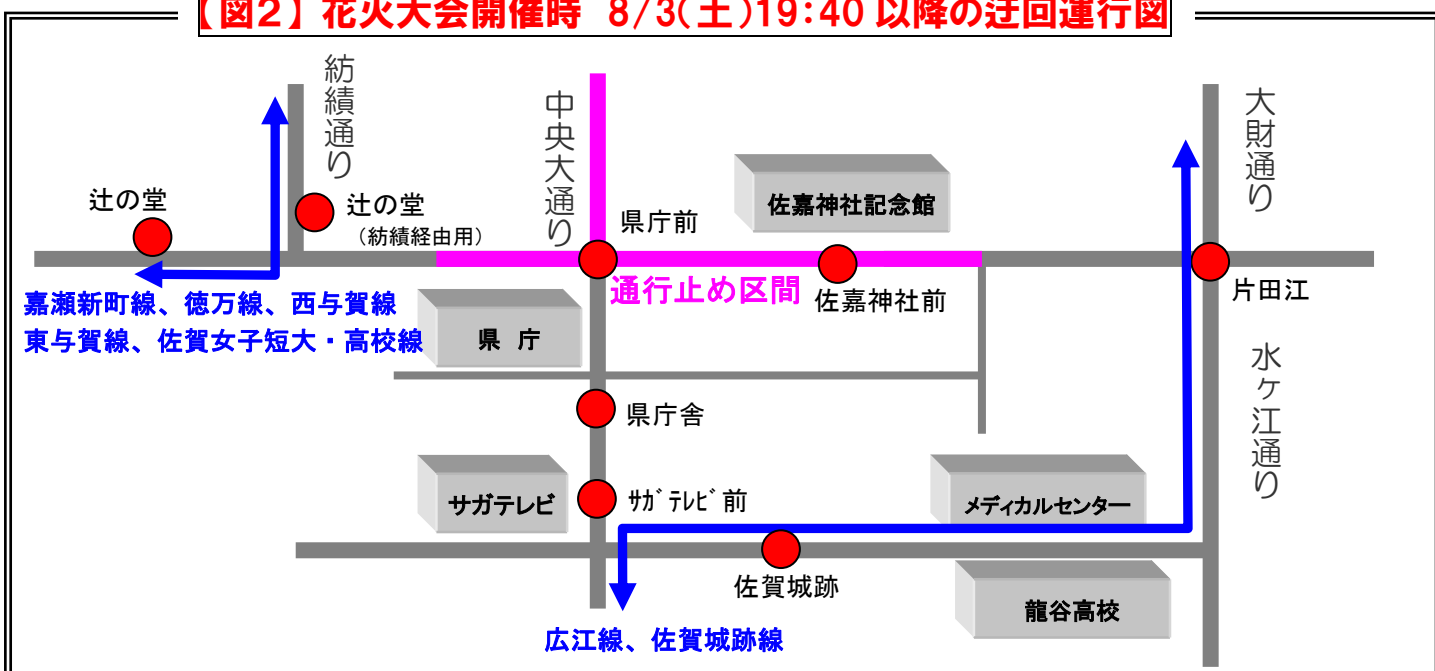 【図2】花火大会開催時 8/3(土)19:40 以降の迂回運行図
紡績通り
中央大通り
大財通り
辻の堂
辻の堂
（紡績経由用）
県庁前
佐嘉神社記念館
通行止め区間
佐嘉神社前
片田江
嘉瀬新町線、徳万線、西与賀線
東与賀線、佐賀女子短大・高校線
県 庁
水ヶ江通り
県庁舎
サガテレビ
ｻｶﾞﾃﾚﾋﾞ前
メディカルセンター
佐賀城跡
龍谷高校
広江線、佐賀城跡線